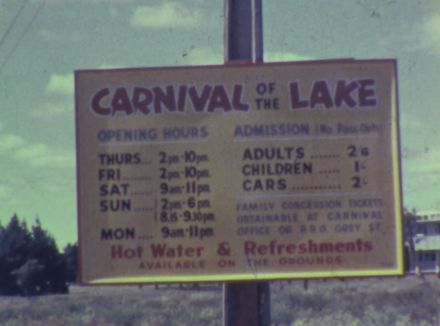 CARNIVAL OF THE LAKE
OPENING HOURS
THURS.... 2pm-10pm
FRI....... 2pm-10pm
SAT...... 9am-11pm
SUN..... 2pm-6pm
8.15-9.30pm
MON.... 9am-11pm
ADMISSION (No Pass Outs)
ADULTS ........ 2/6
CHILDREN ..... 1/-
CARS ............ 2/-
FAMILY CONCESSION TICKETS
OBTAINABLE AT CARNIVAL
OFFICE OR P.R.O. GREY ST.
Hot Water & Refreshments
AVAILABLE ON THE GROUNDS